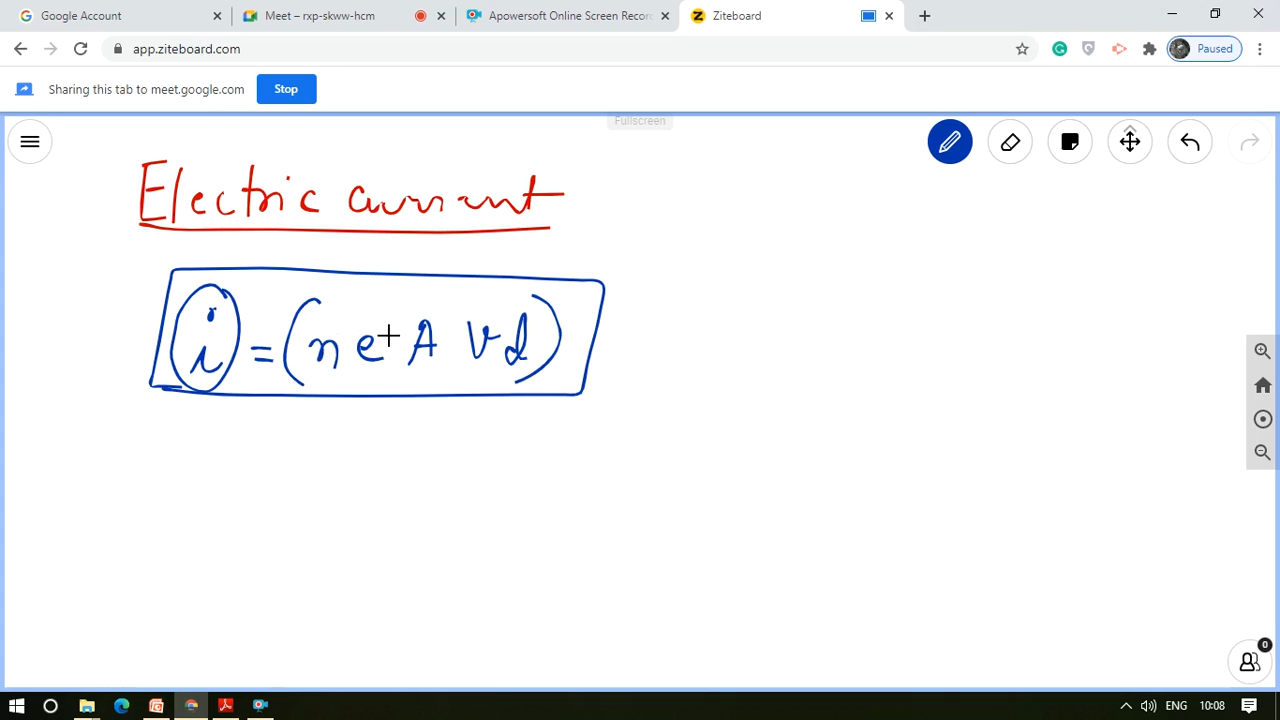 Google Account
Meet – rxp-skww-hcm
Apowersoft Online Screen Recor
Ziteboard
app.ziteboard.com
Paused
Sharing this tab to meet.google.com
Stop
Fullscreen
Electric current
i = (n e A Vd)
0
ENG
10:08